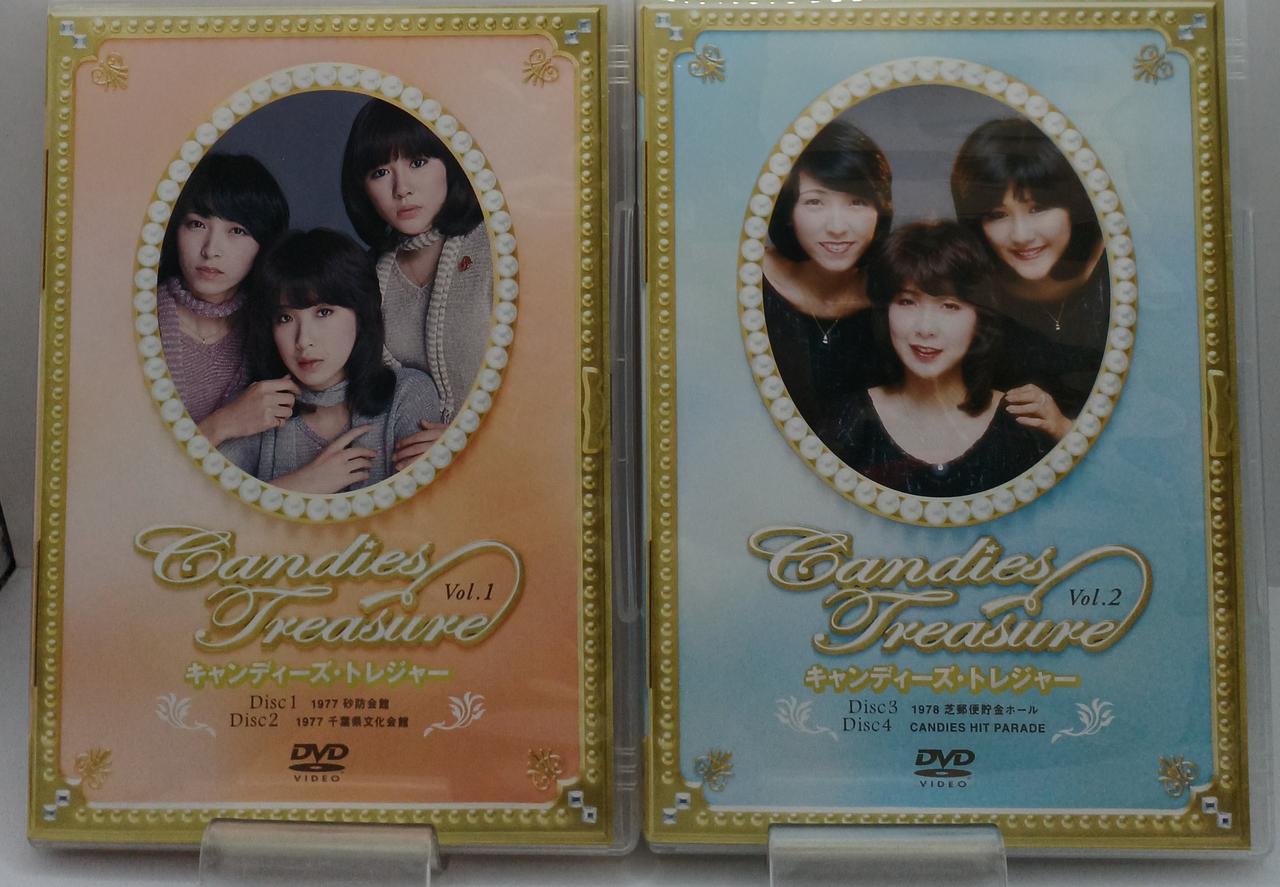 Candies
Treasure
Vol.1
キャンディーズ・トレジャー
Disc1 1977 砂防会館
Disc2 1977 千葉県文化会館
DVD
VIDEO
Candies
Treasure
Vol.2
キャンディーズ・トレジャー
Disc3 1978 芝郵便貯金ホール
Disc4 CANDIES HIT PARADE
DVD
VIDEO